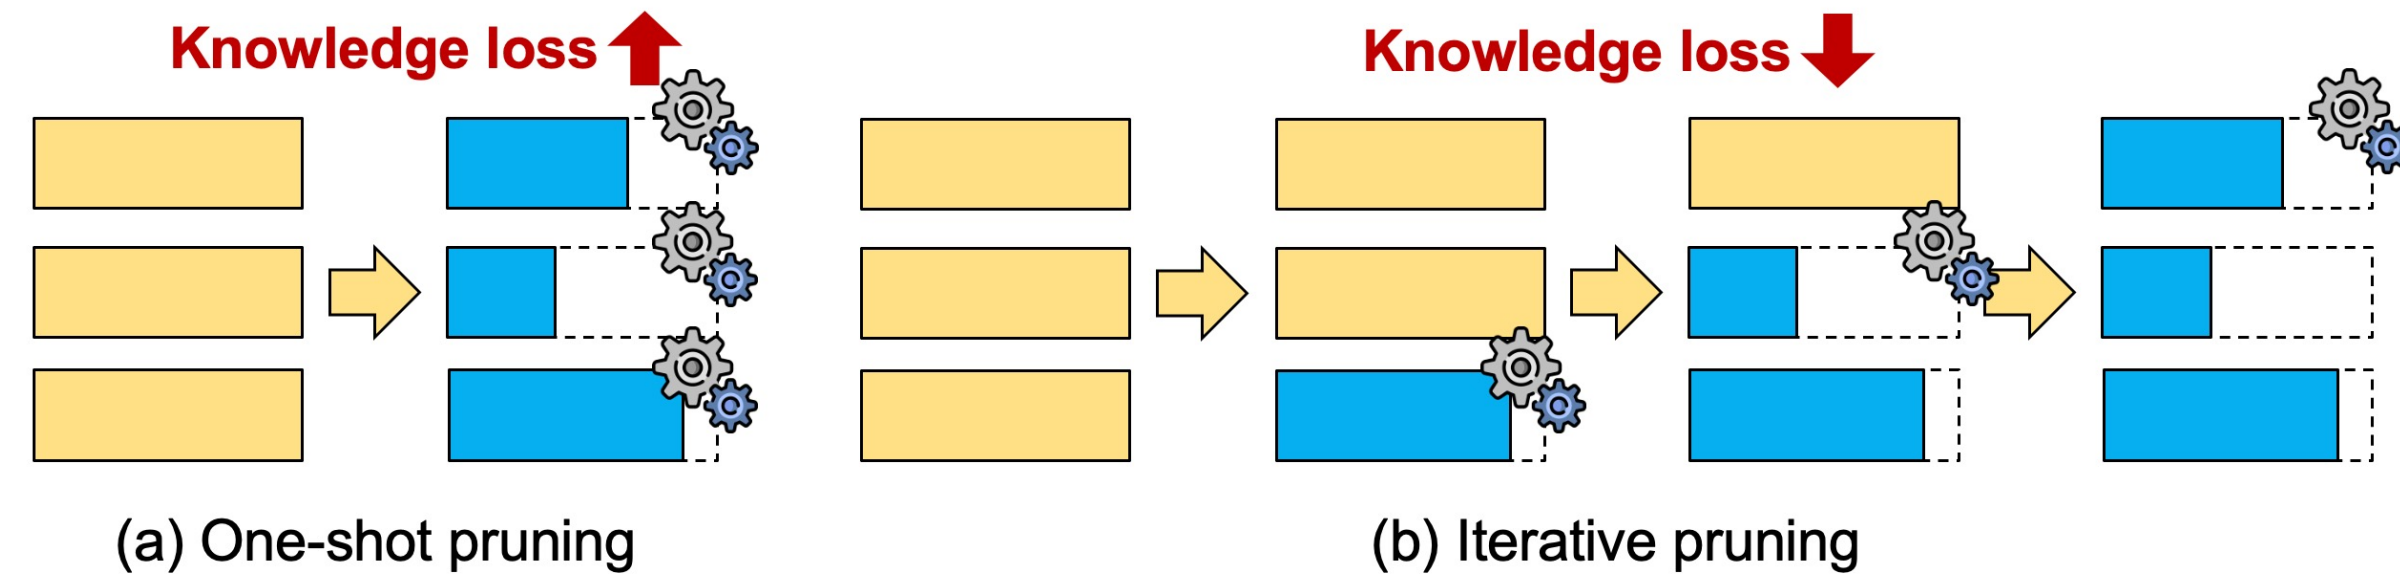 Knowledge loss
Knowledge loss
(a) One-shot pruning
(b) Iterative pruning